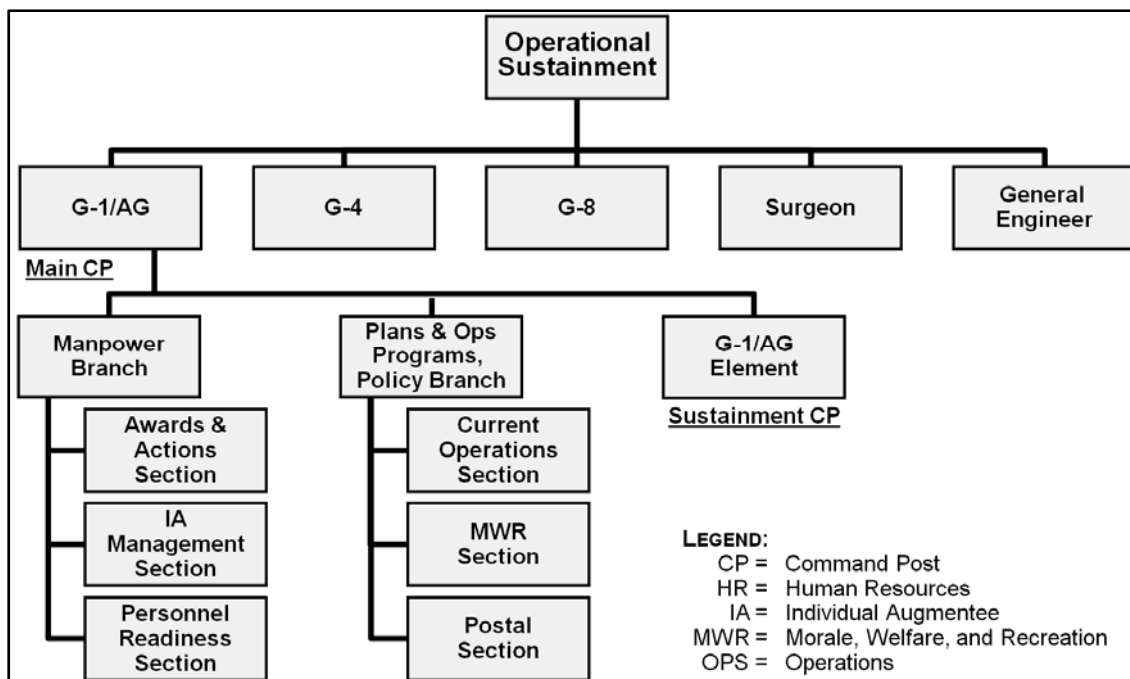 Operational
Sustainment
G-1/AG
G-4
G-8
Surgeon
General
Engineer
Main CP
Manpower
Branch
Plans & Ops
Programs,
Policy Branch
G-1/AG
Element
Sustainment CP
Awards &
Actions
Section
Current
Operations
Section
IA
Management
Section
MWR
Section
Personnel
Readiness
Section
Postal
Section
LEGEND:
CP = Command Post
HR = Human Resources
IA = Individual Augmentee
MWR = Morale, Welfare, and Recreation
OPS = Operations